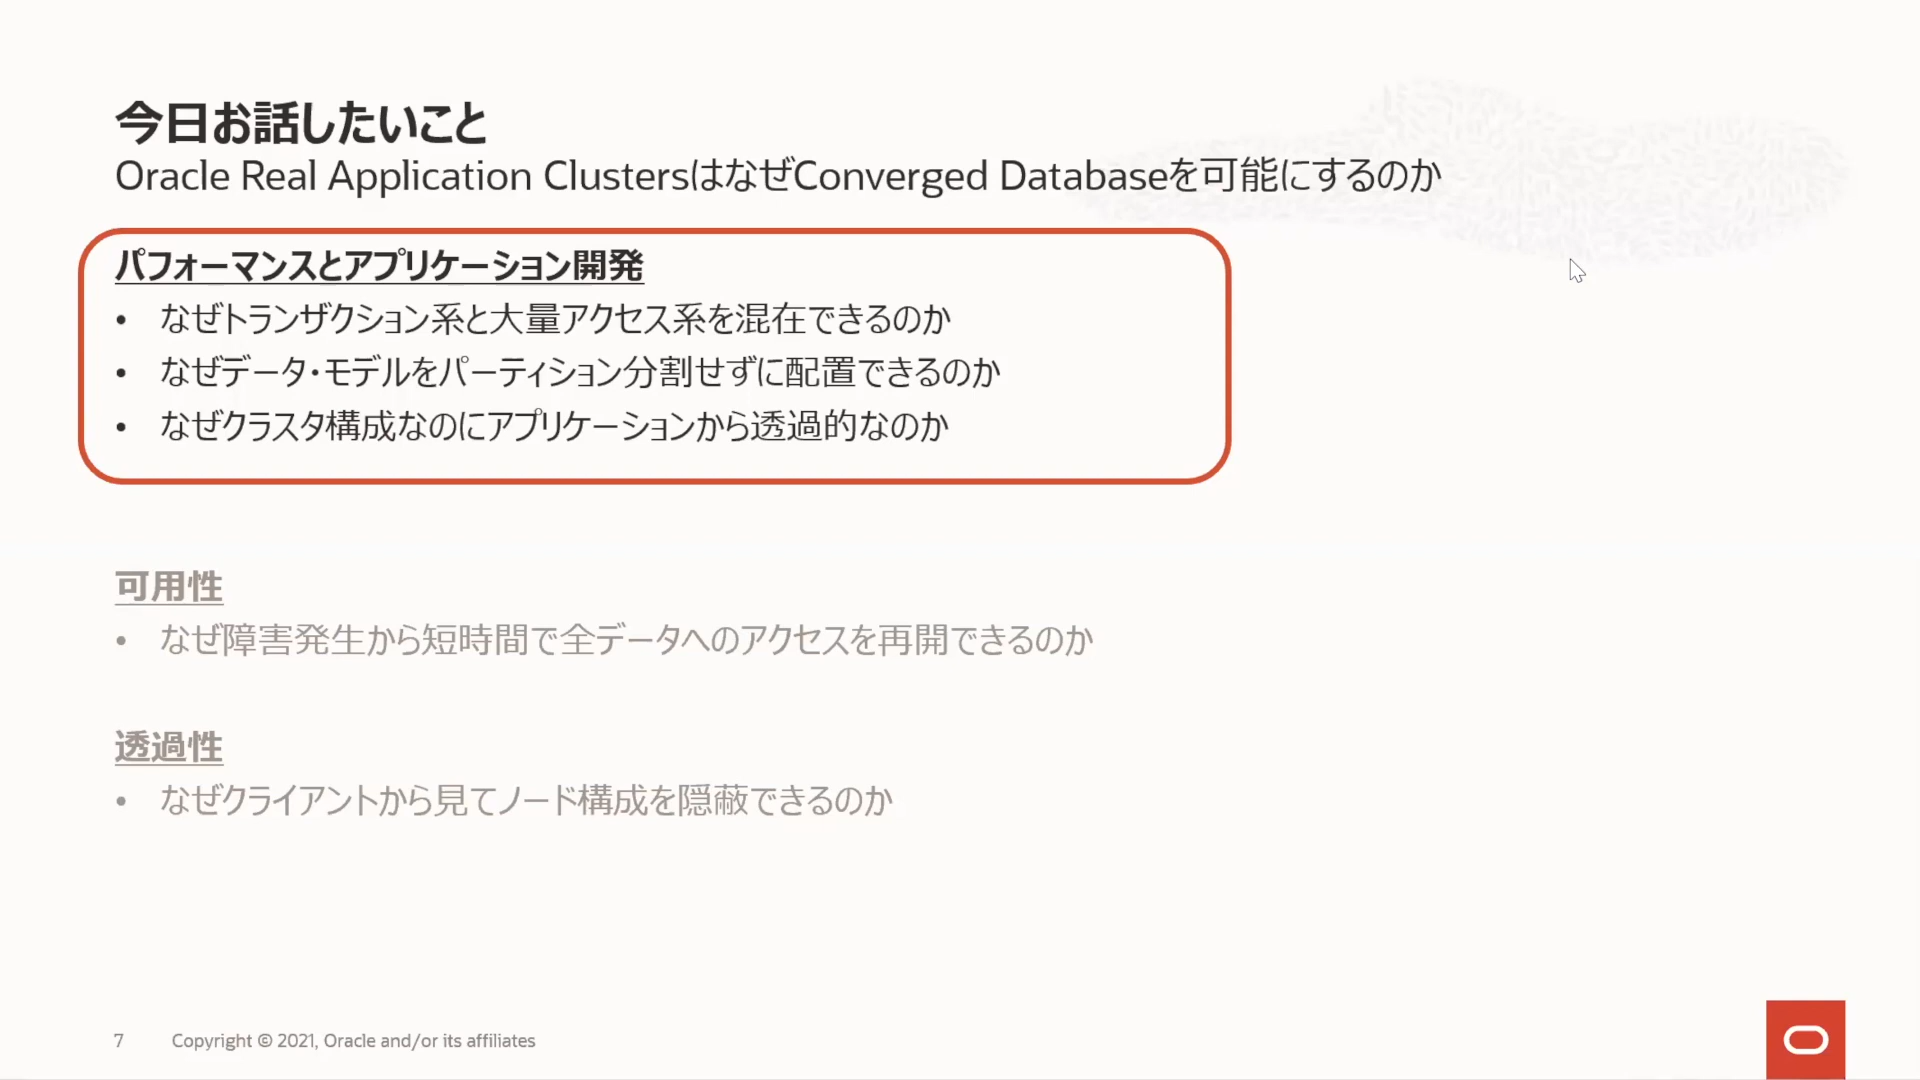 今日お話したいこと
Oracle Real Application ClustersはなぜConverged Databaseを可能にするのか
パフォーマンスとアプリケーション開発
• なぜトランザクション系と大量アクセス系を混在できるのか
• なぜデータ・モデルをパーティション分割せずに配置できるのか
• なぜクラスタ構成なのにアプリケーションから透過的なのか
可用性
• なぜ障害発生から短時間で全データへのアクセスを再開できるのか
透過性
• なぜクライアントから見てノード構成を隠蔽できるのか
7 Copyright © 2021, Oracle and/or its affiliates